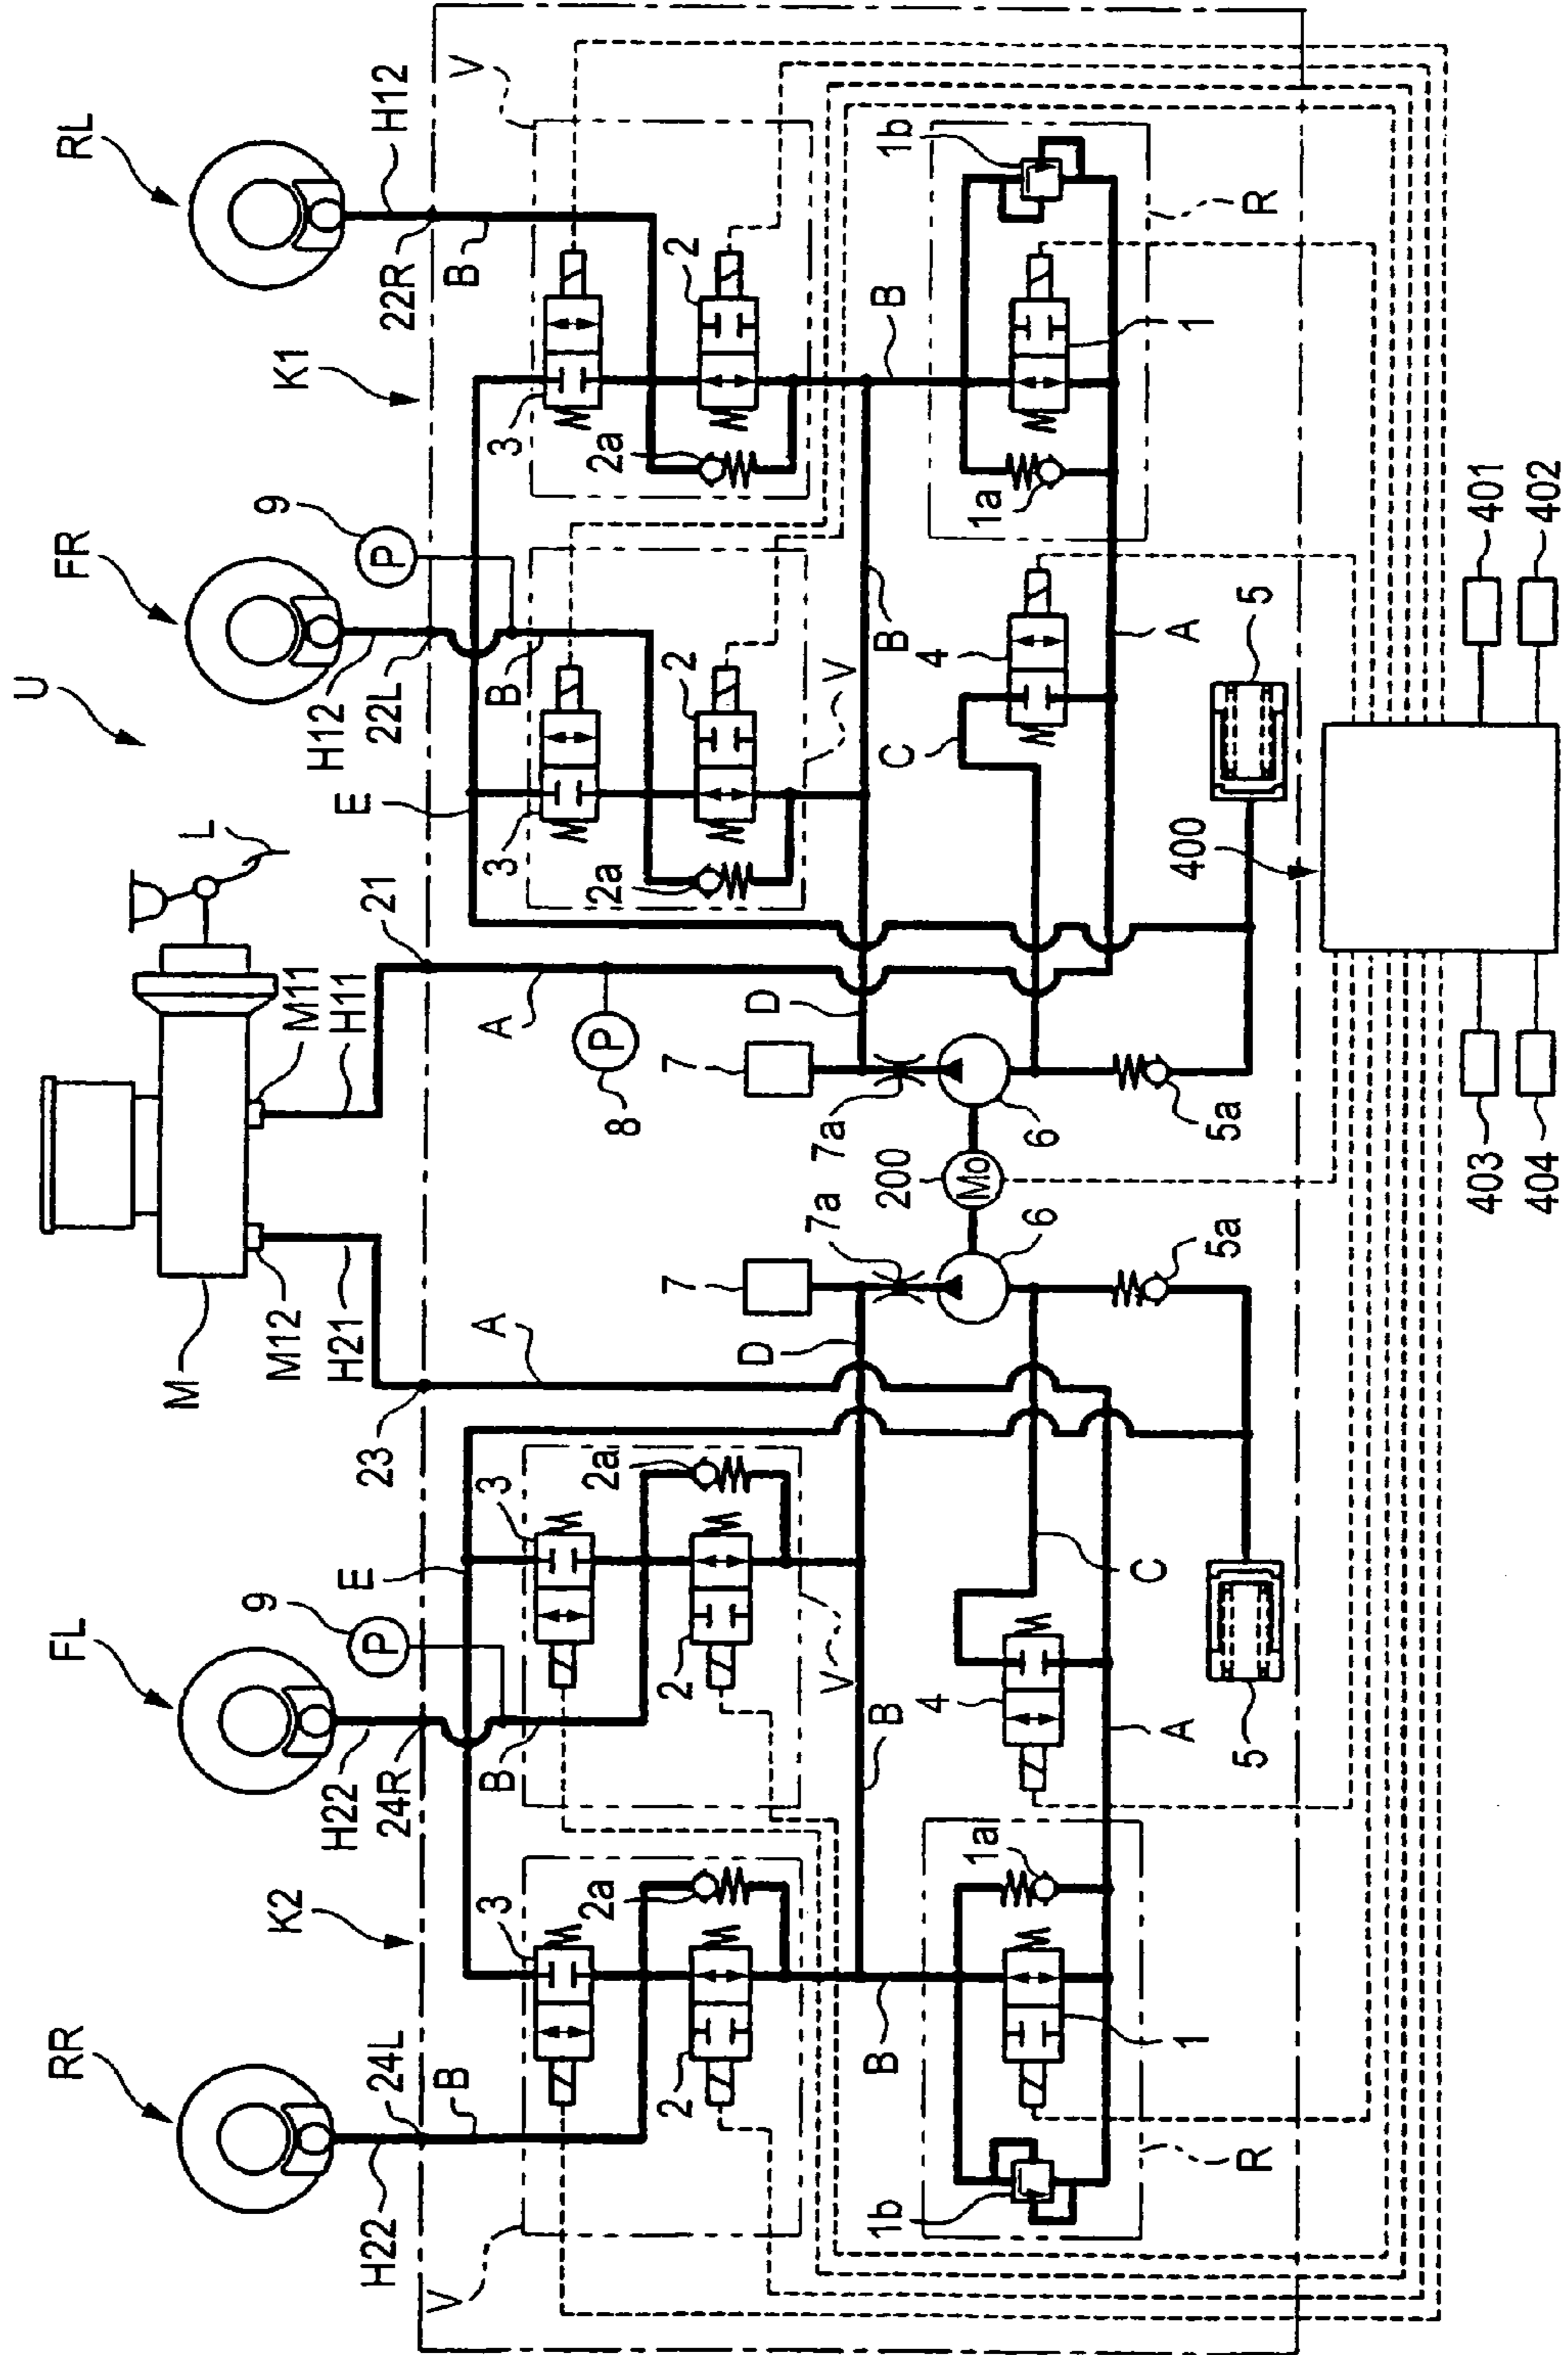 RL
H12
V
22R
B
K1
3
2
2a
B
1b
R
1
1a
FR
9
H12
22L
B
E
3
2
2a
V
B
4
C
A
5
U
L
21
M11
H11
A
P
8
D
7
7a
6
5a
400
401
402
403
404
200
Mo
M
M12
H21
23
A
D
7
7a
6
5a
FL
9
P
P
H22
24R
B
E
3
2
2a
V
B
4
C
A
5
RR
K2
H22
24L
B
V
3
2
2a
B
1a
1
1b
R